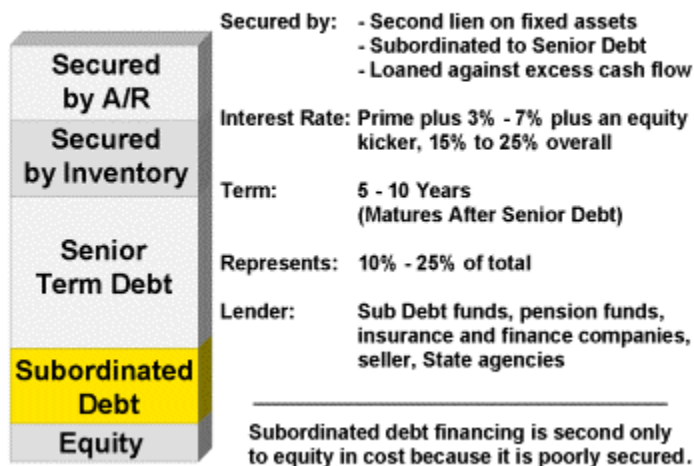 Secured
by A/R
Secured
by Inventory
Senior
Term Debt
Subordinated
Debt
Equity
Secured by: - Second lien on fixed assets
- Subordinated to Senior Debt
- Loaned against excess cash flow
Interest Rate: Prime plus 3% - 7% plus an equity
kicker, 15% to 25% overall
Term: 5 - 10 Years
(Matures After Senior Debt)
Represents: 10% - 25% of total
Lender: Sub Debt funds, pension funds,
insurance and finance companies,
seller, State agencies
Subordinated debt financing is second only
to equity in cost because it is poorly secured.